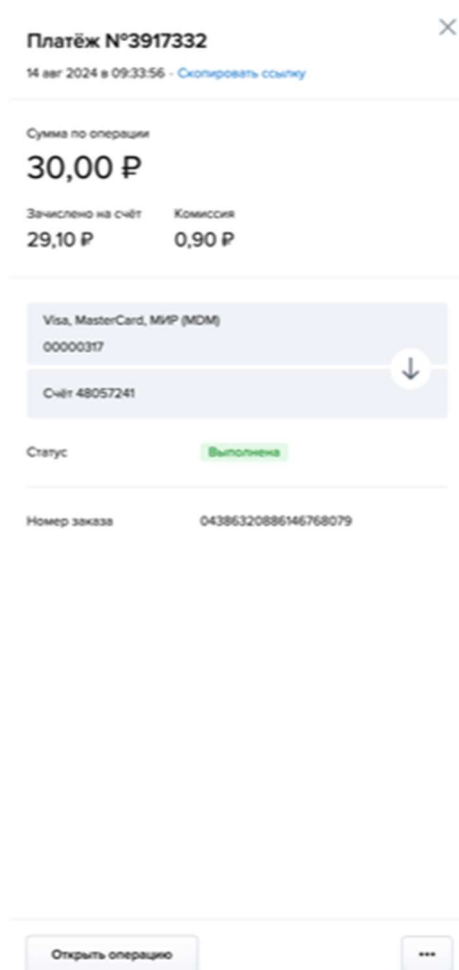 Платёж №3917332
14 авг 2024 в 09:33:56 - Скопировать ссылку
Сумма по операции
30,00 ₽
Зачислено на счёт Комиссия
29,10 ₽ 0,90 ₽
Visa, MasterCard, МИР (MDM)
00000317
Счёт 48057241
Статус Выполнена
Номер заказа 04386320886146768079
Открыть операцию